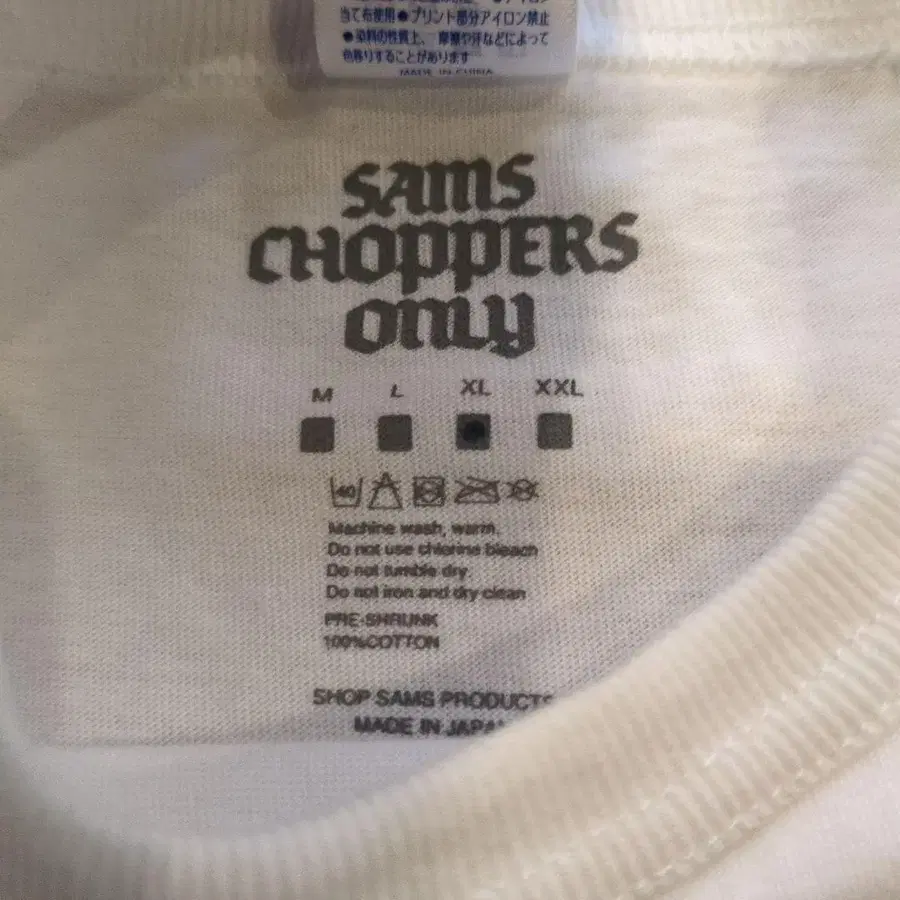 当て布使用●プリント部分アイロン禁止
●染料の性質上、摩擦や汗などによって
色移りすることがあります
MADE IN CHINA
SAMS
CHOPPERS
ONLY
M L XL XXL
40
Machine wash, warm.
Do not use chlorine bleach
Do not tumble dry
Do not iron and dry clean
PRE-SHRUNK
100%COTTON
SHOP SAMS PRODUCTS
MADE IN JAPA